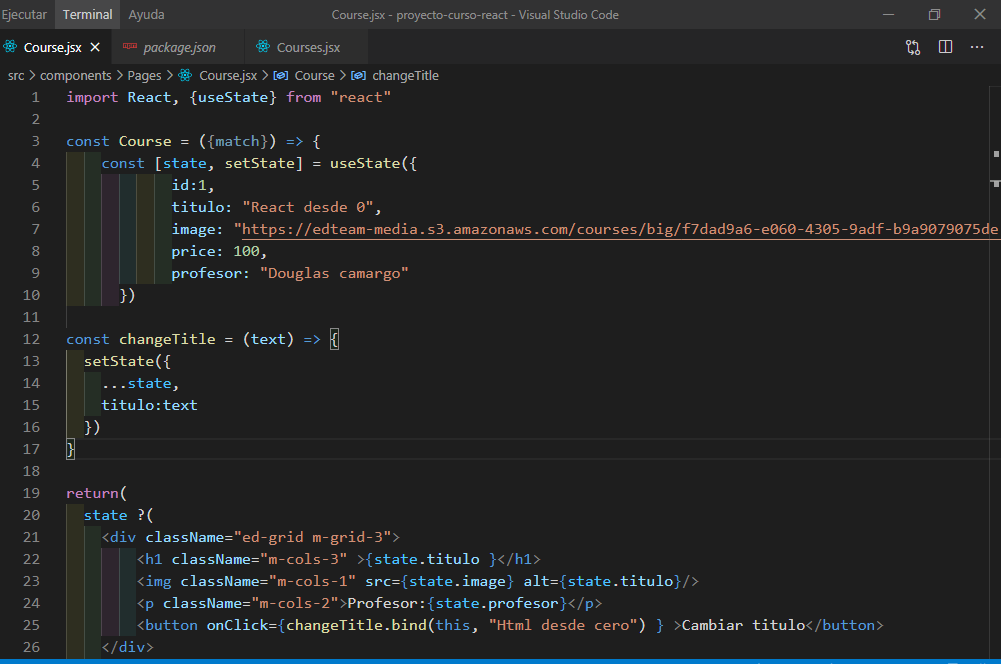 Ejecutar Terminal Ayuda Course.jsx - proyecto-curso-react - Visual Studio Code
Course.jsx package.json Courses.jsx
src > components > Pages > Course.jsx > Course > changeTitle
1 import React, {useState} from "react"
2
3 const Course = ({match}) => {
4 const [state, setState] = useState({
5 id:1,
6 titulo: "React desde 0",
7 image: "https://edteam-media.s3.amazonaws.com/courses/big/f7dad9a6-e060-4305-9adf-b9a9079075de
8 price: 100,
9 profesor: "Douglas camargo"
10 })
11
12 const changeTitle = (text) => {
13 setState({
14 ...state,
15 titulo:text
16 })
17 }
18
19 return(
20 state ?(
21 <div className="ed-grid m-grid-3">
22 <h1 className="m-cols-3" >{state.titulo }</h1>
23 <img className="m-cols-1" src={state.image} alt={state.titulo}/>
24 <p className="m-cols-2">Profesor:{state.profesor}</p>
25 <button onClick={changeTitle.bind(this, "Html desde cero") } >Cambiar titulo</button>
26 </div>